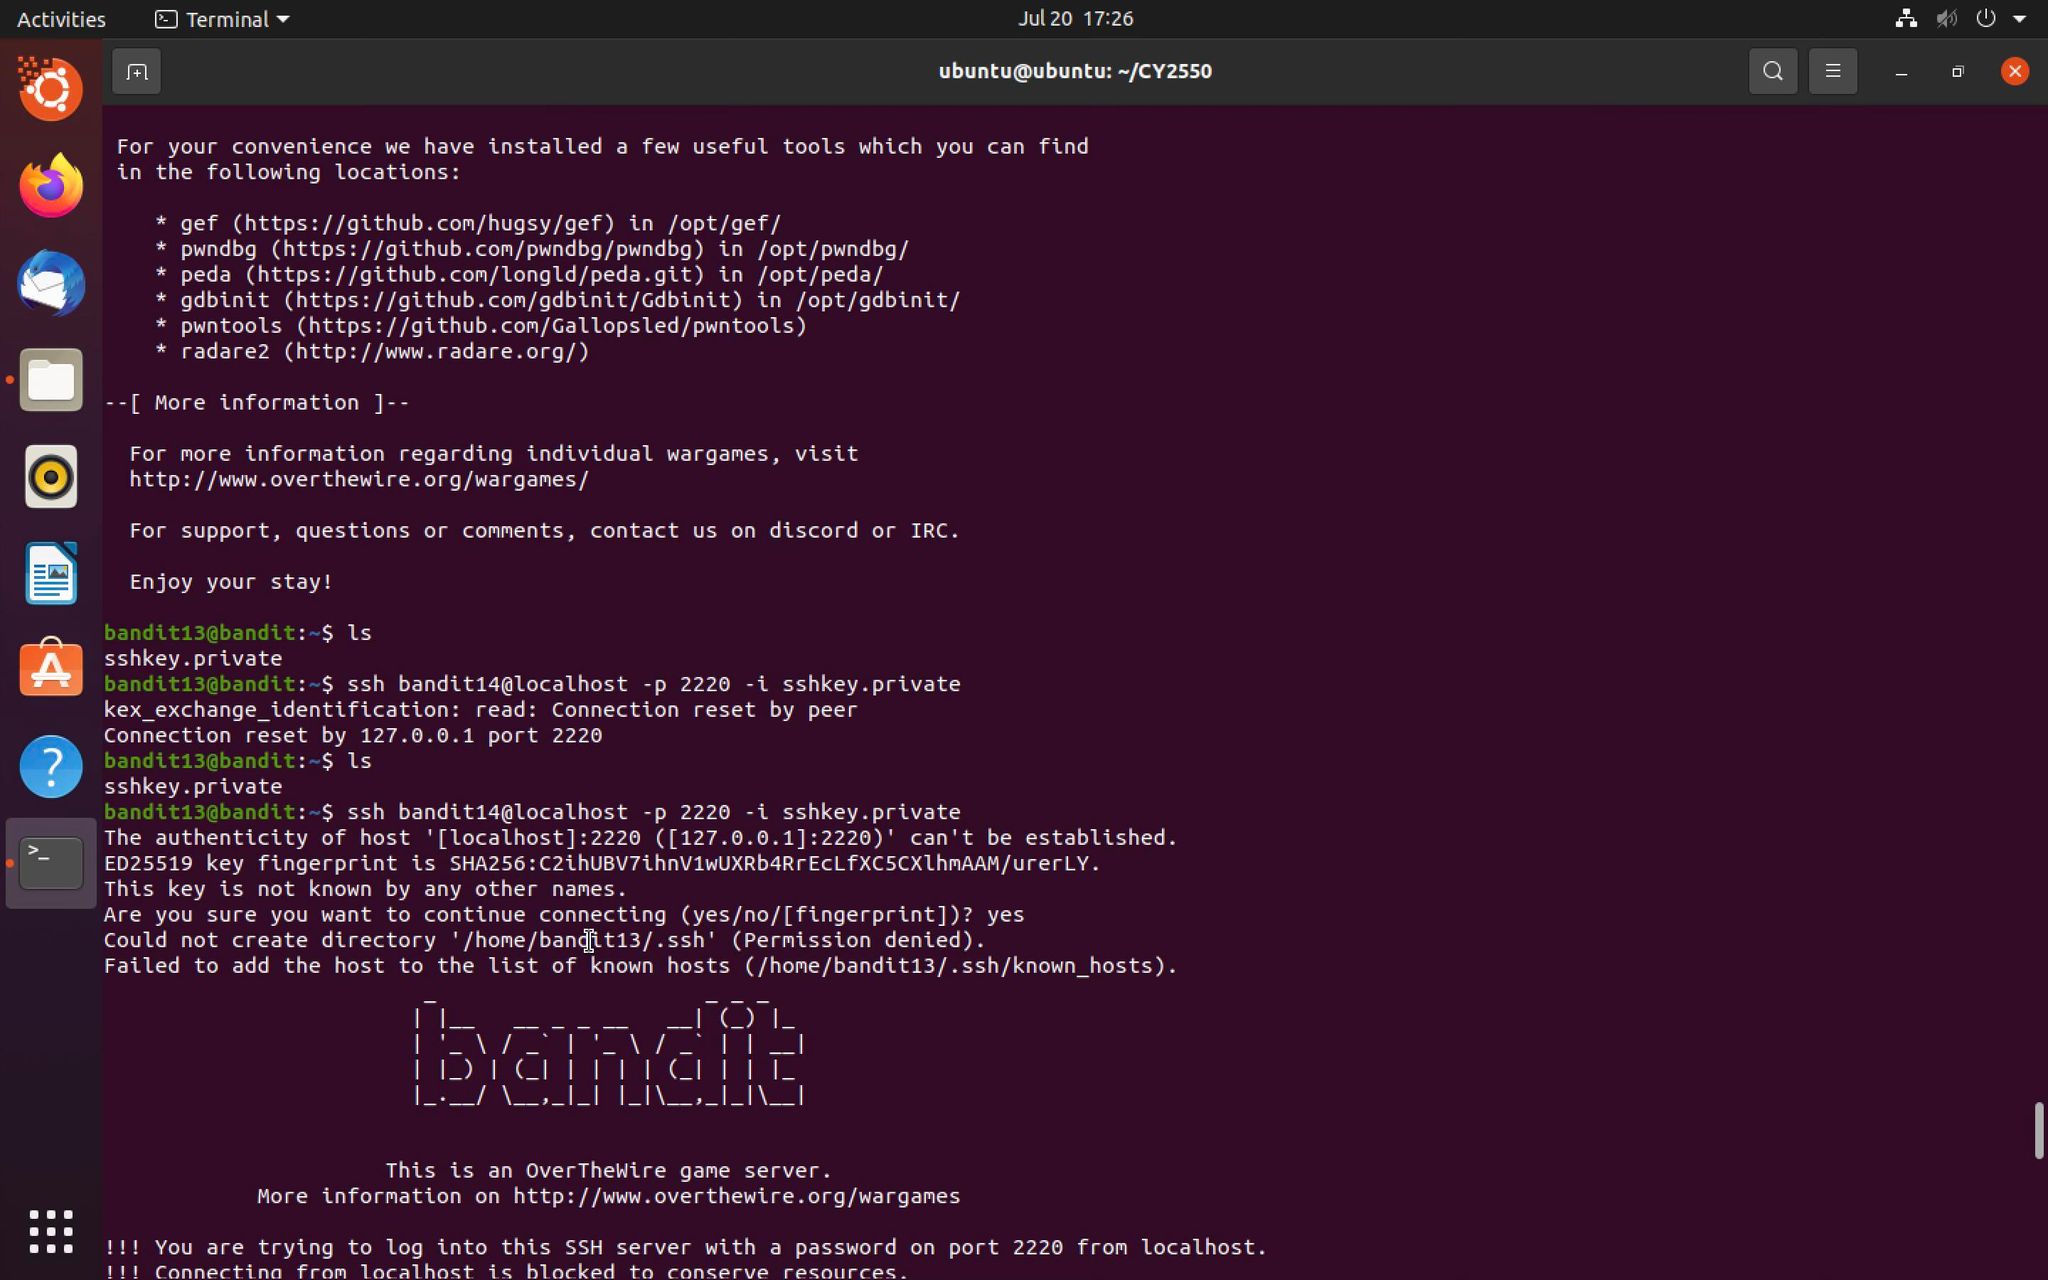 Activities
Terminal
Jul 20 17:26
ubuntu@ubuntu: ~/CY2550
For your convenience we have installed a few useful tools which you can find
in the following locations:
* gef (https://github.com/hugsy/gef) in /opt/gef/
* pwndbg (https://github.com/pwndbg/pwndbg) in /opt/pwndbg/
* peda (https://github.com/longld/peda.git) in /opt/peda/
* gdbinit (https://github.com/gdbinit/Gdbinit) in /opt/gdbinit/
* pwntools (https://github.com/Gallopsled/pwntools)
* radare2 (http://www.radare.org/)
--[ More information ]--
For more information regarding individual wargames, visit
http://www.overthewire.org/wargames/
For support, questions or comments, contact us on discord or IRC.
Enjoy your stay!
bandit13@bandit:~$ ls
sshkey.private
bandit13@bandit:~$ ssh bandit14@localhost -p 2220 -i sshkey.private
kex_exchange_identification: read: Connection reset by peer
Connection reset by 127.0.0.1 port 2220
bandit13@bandit:~$ ls
sshkey.private
bandit13@bandit:~$ ssh bandit14@localhost -p 2220 -i sshkey.private
The authenticity of host '[localhost]:2220 ([127.0.0.1]:2220)' can't be established.
ED25519 key fingerprint is SHA256:C2ihUBV7ihnV1wUXRb4RrEcLfXC5CXlhmAAM/urerLY.
This key is not known by any other names.
Are you sure you want to continue connecting (yes/no/[fingerprint])? yes
Could not create directory '/home/bandit13/.ssh' (Permission denied).
Failed to add the host to the list of known hosts (/home/bandit13/.ssh/known_hosts).
bandit
This is an OverTheWire game server.
More information on http://www.overthewire.org/wargames
!!! You are trying to log into this SSH server with a password on port 2220 from localhost.
!!! Connecting from localhost is blocked to conserve resources.